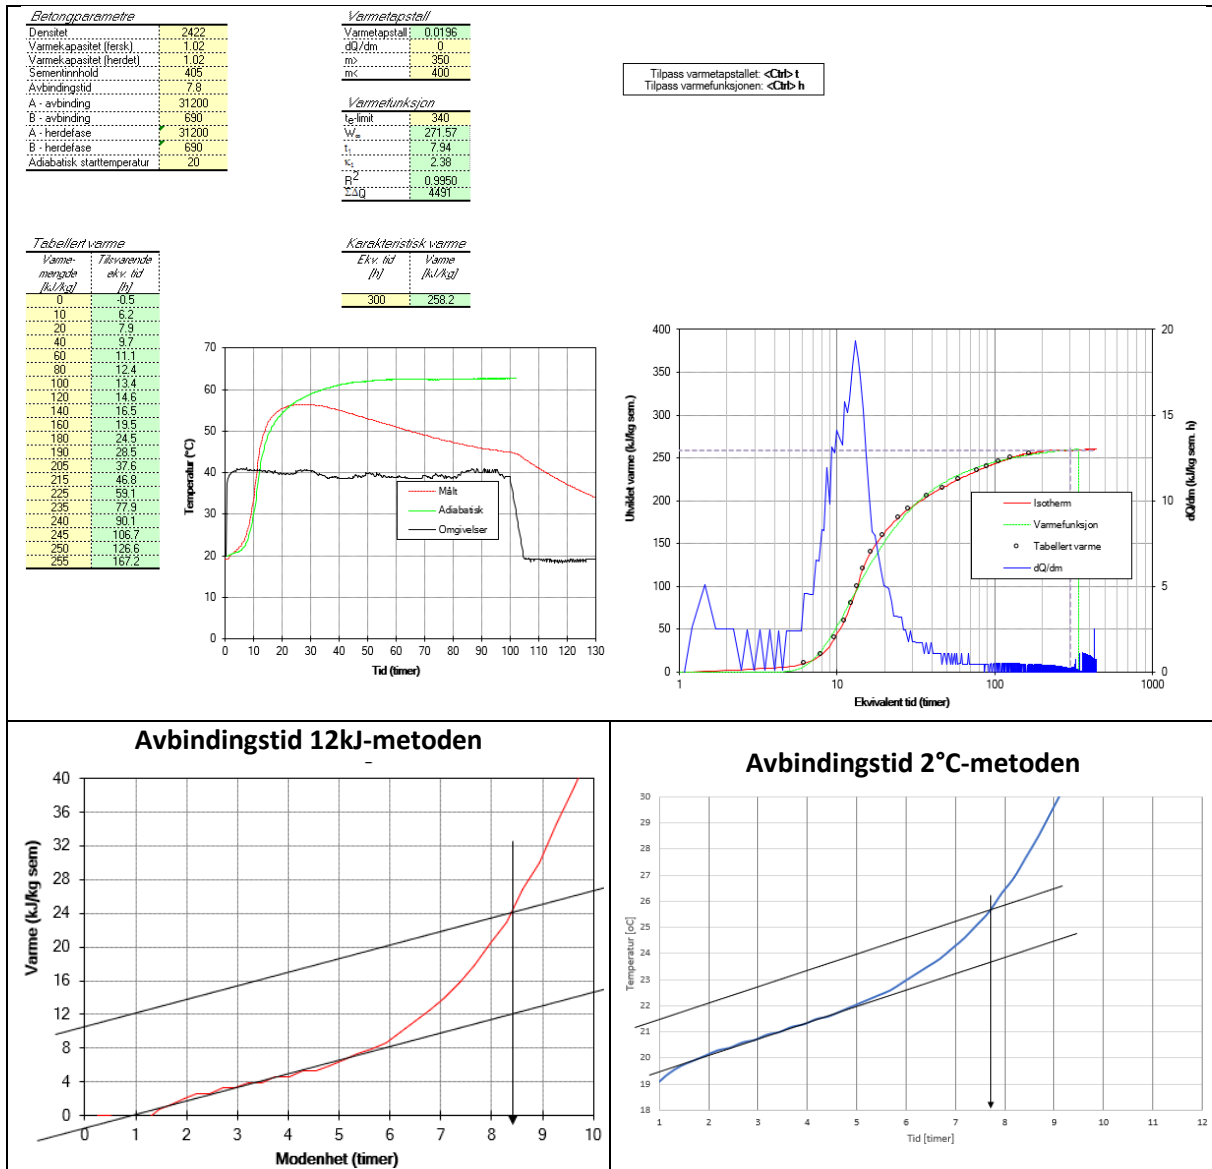 Betongparametre
Densitet 2422
Varmekapasitet (fersk) 1.02
Varmekapasitet (herdet) 1.02
Sementinnhold 405
Avbindingstid 7.8
A - avbinding 31200
B - avbinding 690
A - herdefase 31200
B - herdefase 690
Adiabatisk starttemperatur 20
Varmetapstall
Varmetapstall 0.0196
dQ/dm 0
m> 350
m< 400
Varmefunksjon
te-limit 340
W∞ 271.57
t1 7.94
κ1 2.38
R2 0.9950
ΣΔQ 4491
Tilpass varmetapstallet: <Ctrl> t
Tilpass varmefunksjonen: <Ctrl> h
Tabellert varme
Varme- Tilsvarende
mengde ekv. tid
[kJ/kg] [h]
0 -0.5
10 6.2
20 7.9
40 9.7
60 11.1
80 12.4
100 13.4
120 14.6
140 16.5
160 19.5
180 24.5
190 28.5
205 37.6
215 46.8
225 59.1
235 77.9
240 90.1
245 106.7
250 126.6
255 167.2
Karakteristisk varme
Ekv. tid Varme
[h] [kJ/kg]
300 258.2
70
60
50
40
30
20
10
0
Temperatur (°C)
Målt
Adiabatisk
Omgivelser
0 10 20 30 40 50 60 70 80 90 100 110 120 130
Tid (timer)
400
350
300
250
200
150
100
50
0
Utviklet varme (kJ/kg sem.)
Isotherm
Varmefunksjon
Tabellert varme
dQ/dm
20
15
10
5
0
dQ/dm (kJ/kg sem. h)
1 10 100 1000
Ekvivalent tid (timer)
Avbindingstid 12kJ-metoden
40
36
32
28
24
20
16
12
8
4
0
Varme (kJ/kg sem)
0 1 2 3 4 5 6 7 8 9 10
Modenhet (timer)
Avbindingstid 2°C-metoden
30
29
28
27
26
25
24
23
22
21
20
19
18
Temperatur [oC]
1 2 3 4 5 6 7 8 9 10 11 12
Tid [timer]